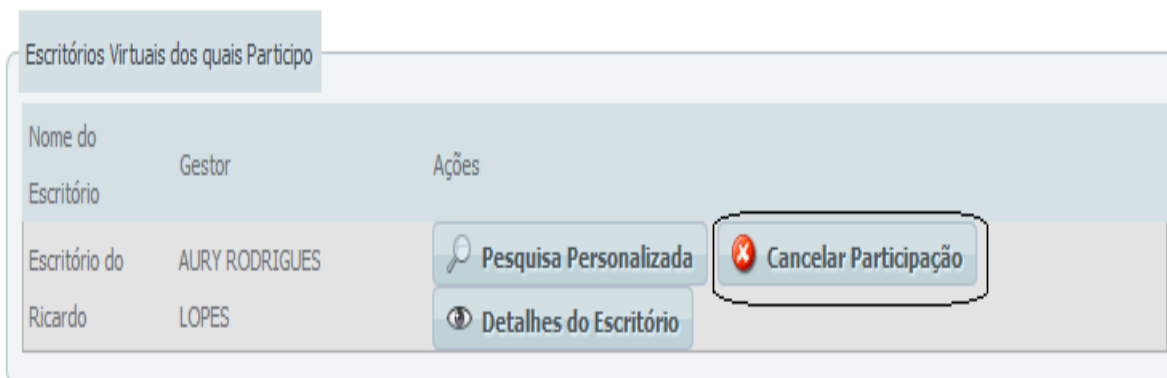 Escritórios Virtuais dos quais Participo
Nome do
Escritório
Gestor
Ações
Escritório do
Ricardo
AURY RODRIGUES
LOPES
Pesquisa Personalizada
Cancelar Participação
Detalhes do Escritório